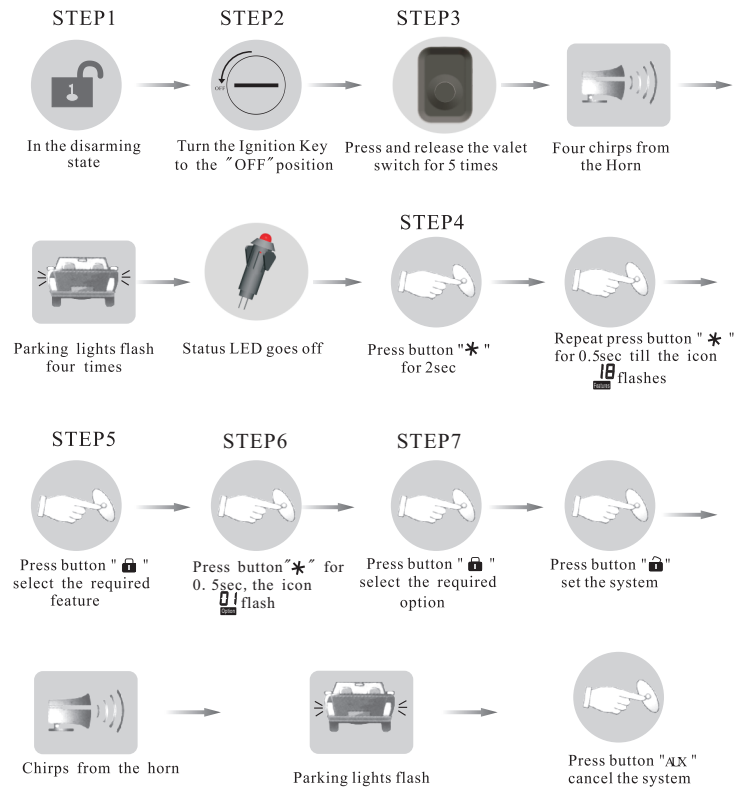 STEP1
STEP2
STEP3
1
OFF
In the disarming
state
Turn the Ignition Key
to the "OFF" position
Press and release the valet
switch for 5 times
Four chirps from
the Horn
STEP4
Parking lights flash
four times
Status LED goes off
Press button "*"
for 2sec
Repeat press button " * "
for 0.5sec till the icon
18 flashes
Features
STEP5
STEP6
STEP7
Press button " 🔒 "
select the required
feature
Press button"*" for
0.5sec, the icon
01 flash
Option
Press button " 🔒 "
select the required
option
Press button "🔓"
set the system
Chirps from the horn
Parking lights flash
Press button "AUX "
cancel the system